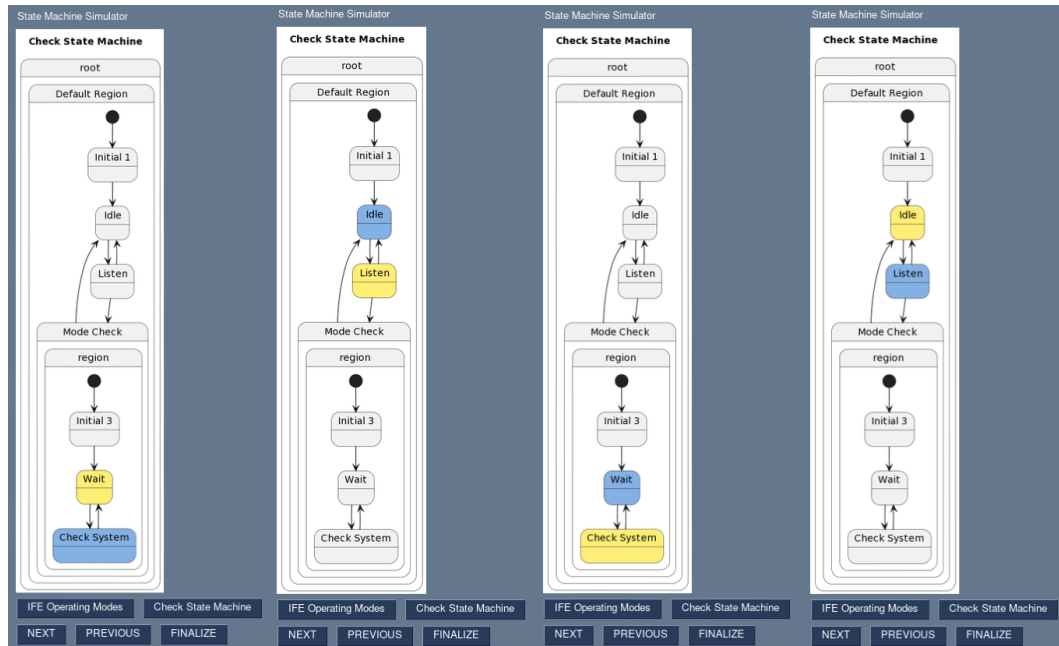 State Machine Simulator
Check State Machine
root
Default Region
Initial 1
Idle
Listen
Mode Check
region
Initial 3
Wait
Check System
IFE Operating Modes
Check State Machine
NEXT
PREVIOUS
FINALIZE
State Machine Simulator
Check State Machine
root
Default Region
Initial 1
Idle
Listen
Mode Check
region
Initial 3
Wait
Check System
IFE Operating Modes
Check State Machine
NEXT
PREVIOUS
FINALIZE
State Machine Simulator
Check State Machine
root
Default Region
Initial 1
Idle
Listen
Mode Check
region
Initial 3
Wait
Check System
IFE Operating Modes
Check State Machine
NEXT
PREVIOUS
FINALIZE
State Machine Simulator
Check State Machine
root
Default Region
Initial 1
Idle
Listen
Mode Check
region
Initial 3
Wait
Check System
IFE Operating Modes
Check State Machine
NEXT
PREVIOUS
FINALIZE